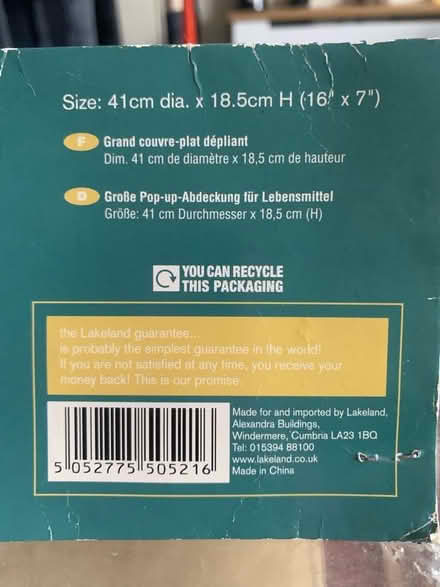 Size: 41cm dia. x 18.5cm H (16" x 7")
F Grand couvre-plat dépliant
Dim. 41 cm de diamètre x 18,5 cm de hauteur
D Große Pop-up-Abdeckung für Lebensmittel
Größe: 41 cm Durchmesser x 18,5 cm (H)
YOU CAN RECYCLE
THIS PACKAGING
the Lakeland guarantee...
is probably the simplest guarantee in the world!
If you are not satisfied at any time, you receive your
money back! This is our promise.
Made for and imported by Lakeland,
Alexandra Buildings,
Windermere, Cumbria LA23 1BQ
Tel: 015394 88100
www.lakeland.co.uk
Made in China
5 052775 505216